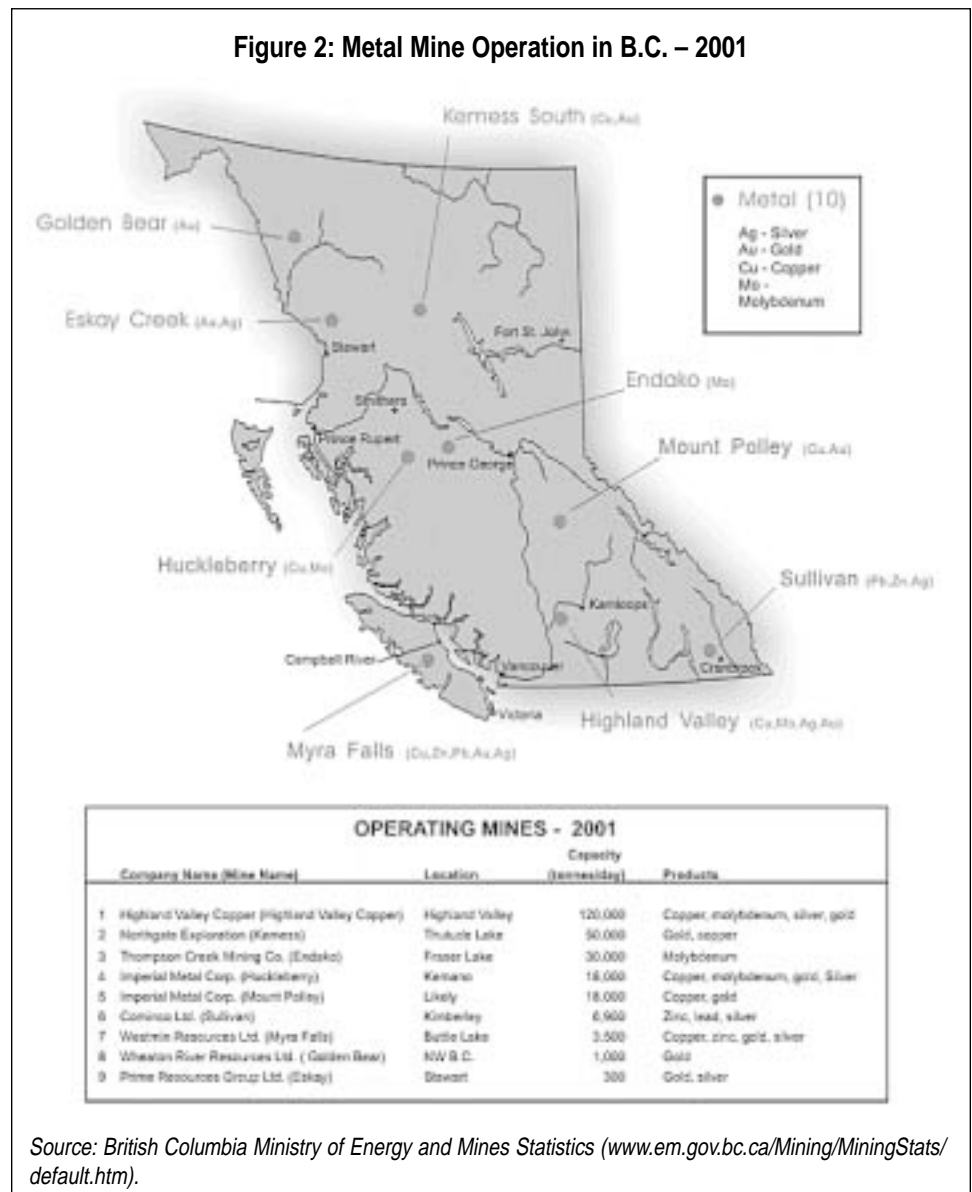 Figure 2: Metal Mine Operation in B.C. – 2001
Kemess South (Cu,Au)
Golden Bear (Au)
Metal (10)
Ag - Silver
Au - Gold
Cu - Copper
Mo -
Molybdenum
Eskay Creek (Au,Ag)
Fort St. John
Stewart
Endako (Mo)
Smithers
Prince Rupert
Prince George
Mount Polley (Cu,Au)
Huckleberry (Cu,Mo)
Sullivan (Pb,Zn,Ag)
Kamloops
Campbell River
Vancouver
Cranbrook
Victoria
Highland Valley (Cu,Mo,Ag,Au)
Myra Falls (Cu,Zn,Pb,Au,Ag)
OPERATING MINES - 2001
Capacity
Company Name (Mine Name) Location (tonnes/day) Products
1 Highland Valley Copper (Highland Valley Copper) Highland Valley 120,000 Copper, molybdenum, silver, gold
2 Northgate Exploration (Kemess) Thutude Lake 50,000 Gold, copper
3 Thompson Creek Mining Co. (Endako) Fraser Lake 30,000 Molybdenum
4 Imperial Metal Corp. (Huckleberry) Kemano 18,000 Copper, molybdenum, gold, Silver
5 Imperial Metal Corp. (Mount Polley) Likely 18,000 Copper, gold
6 Cominco Ltd. (Sullivan) Kimberley 6,900 Zinc, lead, silver
7 Westmin Resources Ltd. (Myra Falls) Buttle Lake 3,500 Copper, zinc, gold, silver
8 Wheaton River Resources Ltd. ( Golden Bear) NW B.C. 1,000 Gold
9 Prime Resources Group Ltd. (Eskay) Stewart 300 Gold, silver
Source: British Columbia Ministry of Energy and Mines Statistics (www.em.gov.bc.ca/Mining/MiningStats/
default.htm).